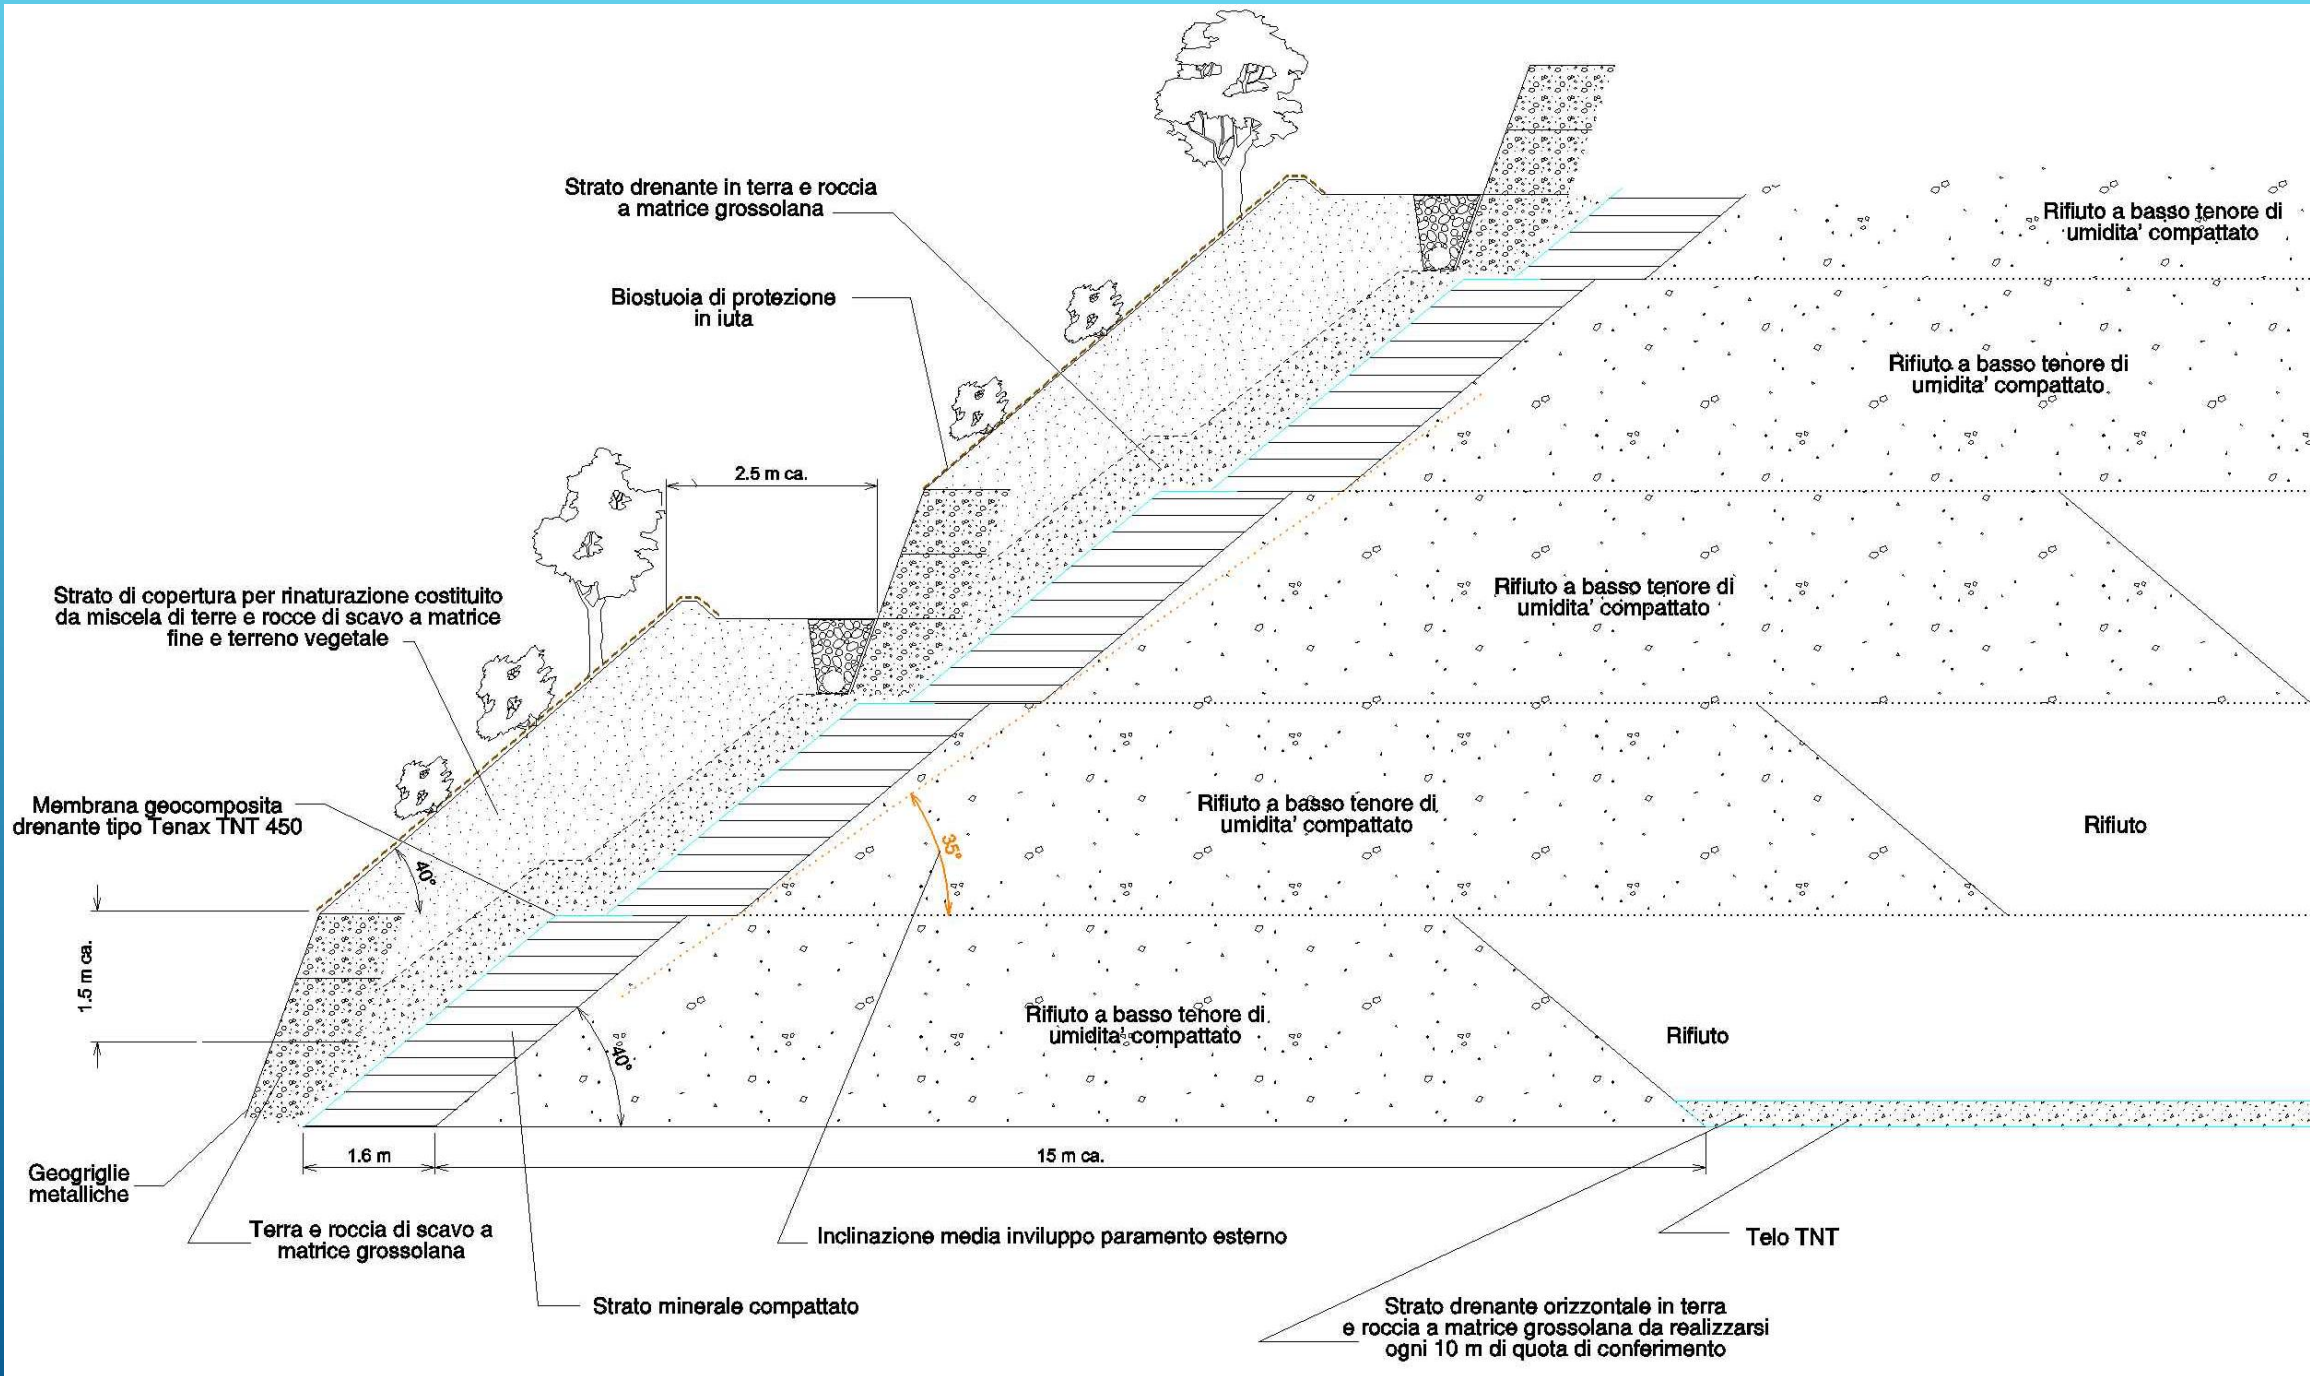 Strato drenante in terra e roccia
a matrice grossolana
Rifiuto a basso tenore di
umidita' compattato
Biostuoia di protezione
in iuta
Rifiuto a basso tenore di
umidita' compattato
2.5 m ca.
Strato di copertura per rinaturazione costituito
da miscela di terre e rocce di scavo a matrice
fine e terreno vegetale
Rifiuto a basso tenore di
umidita' compattato
Membrana geocomposita
drenante tipo Tenax TNT 450
Rifiuto a basso tenore di
umidita' compattato
Rifiuto
35°
40°
1.5 m ca.
Rifiuto a basso tenore di
umidita' compattato
Rifiuto
40°
1.6 m
15 m ca.
Geogriglie
metalliche
Terra e roccia di scavo a
matrice grossolana
Inclinazione media inviluppo paramento esterno
Telo TNT
Strato minerale compattato
Strato drenante orizzontale in terra
e roccia a matrice grossolana da realizzarsi
ogni 10 m di quota di conferimento